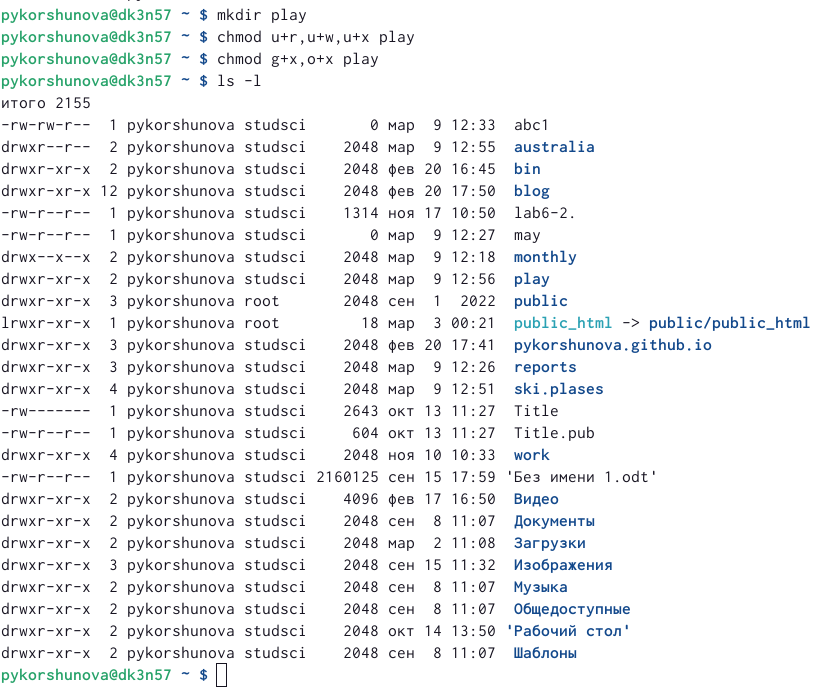 pykorshunova@dk3n57 ~ $ mkdir play
pykorshunova@dk3n57 ~ $ chmod u+r,u+w,u+x play
pykorshunova@dk3n57 ~ $ chmod g+x,o+x play
pykorshunova@dk3n57 ~ $ ls -l
итого 2155
-rw-rw-r--  1 pykorshunova studsci       0 мар  9 12:33  abc1
drwxr--r--  2 pykorshunova studsci    2048 мар  9 12:55  australia
drwxr-xr-x  2 pykorshunova studsci    2048 фев 20 16:45  bin
drwxr-xr-x 12 pykorshunova studsci    2048 фев 20 17:50  blog
-rw-r--r--  1 pykorshunova studsci    1314 ноя 17 10:50  lab6-2.
-rw-r--r--  1 pykorshunova studsci       0 мар  9 12:27  may
drwx--x--x  2 pykorshunova studsci    2048 мар  9 12:18  monthly
drwxr-xr-x  2 pykorshunova studsci    2048 мар  9 12:56  play
drwxr-xr-x  3 pykorshunova root       2048 сен  1  2022  public
lrwxr-xr-x  1 pykorshunova root         18 мар  3 00:21  public_html -> public/public_html
drwxr-xr-x  3 pykorshunova studsci    2048 фев 20 17:41  pykorshunova.github.io
drwxr-xr-x  3 pykorshunova studsci    2048 мар  9 12:26  reports
drwxr-xr-x  4 pykorshunova studsci    2048 мар  9 12:51  ski.plases
-rw-------  1 pykorshunova studsci    2643 окт 13 11:27  Title
-rw-r--r--  1 pykorshunova studsci     604 окт 13 11:27  Title.pub
drwxr-xr-x  4 pykorshunova studsci    2048 ноя 10 10:33  work
-rw-r--r--  1 pykorshunova studsci 2160125 сен 15 17:59 'Без имени 1.odt'
drwxr-xr-x  2 pykorshunova studsci    4096 фев 17 16:50  Видео
drwxr-xr-x  2 pykorshunova studsci    2048 сен  8 11:07  Документы
drwxr-xr-x  2 pykorshunova studsci    2048 мар  2 11:08  Загрузки
drwxr-xr-x  3 pykorshunova studsci    2048 сен 15 11:32  Изображения
drwxr-xr-x  2 pykorshunova studsci    2048 сен  8 11:07  Музыка
drwxr-xr-x  2 pykorshunova studsci    2048 сен  8 11:07  Общедоступные
drwxr-xr-x  2 pykorshunova studsci    2048 окт 14 13:50 'Рабочий стол'
drwxr-xr-x  2 pykorshunova studsci    2048 сен  8 11:07  Шаблоны
pykorshunova@dk3n57 ~ $